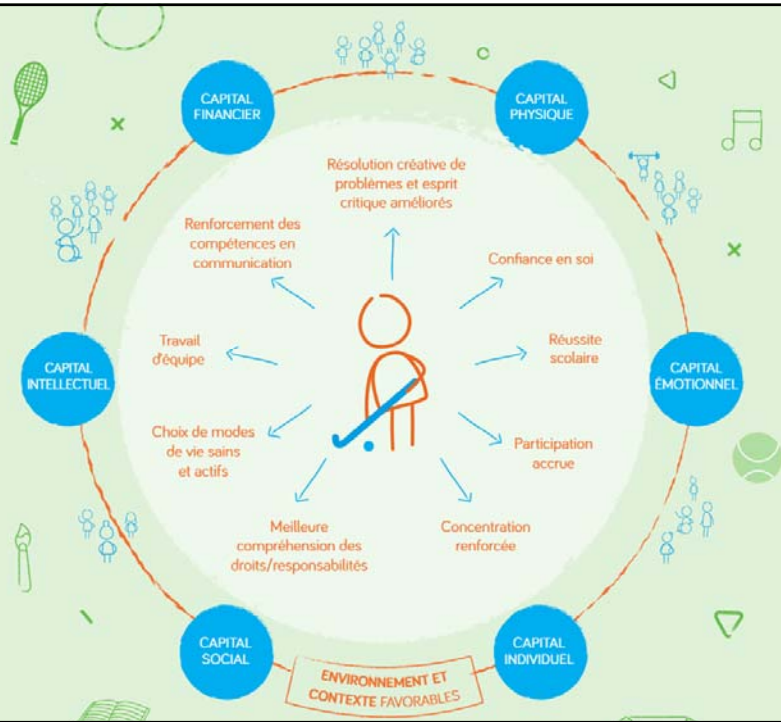 CAPITAL
FINANCIER
CAPITAL
PHYSIQUE
Résolution créative de
problèmes et esprit
critique améliorés
Renforcement des
compétences en
communication
Confiance en soi
Travail
d'équipe
Réussite
scolaire
CAPITAL
INTELLECTUEL
CAPITAL
ÉMOTIONNEL
Choix de modes
de vie sains
et actifs
Participation
accrue
Meilleure
compréhension des
droits/responsabilités
Concentration
renforcée
CAPITAL
SOCIAL
CAPITAL
INDIVIDUEL
ENVIRONNEMENT ET
CONTEXTE FAVORABLES